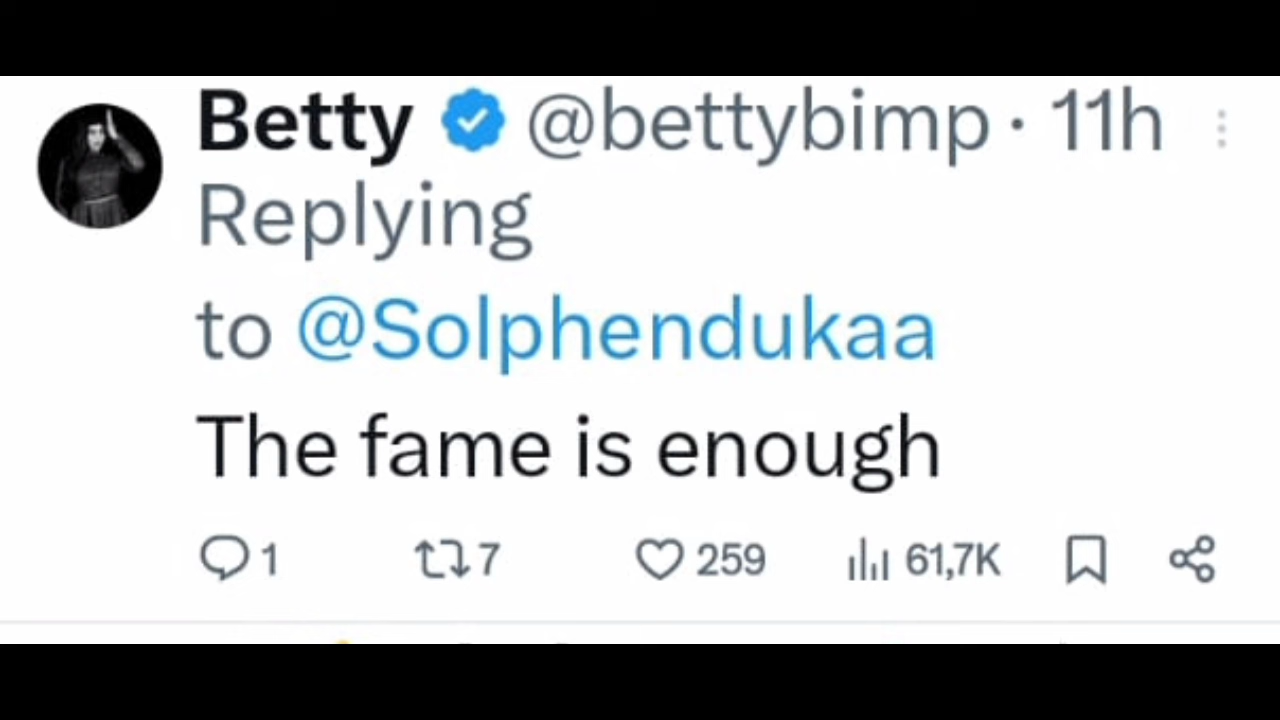 Betty @bettybimp · 11h
Replying
to @Solphendukaa
The fame is enough
1 7 259 61,7K